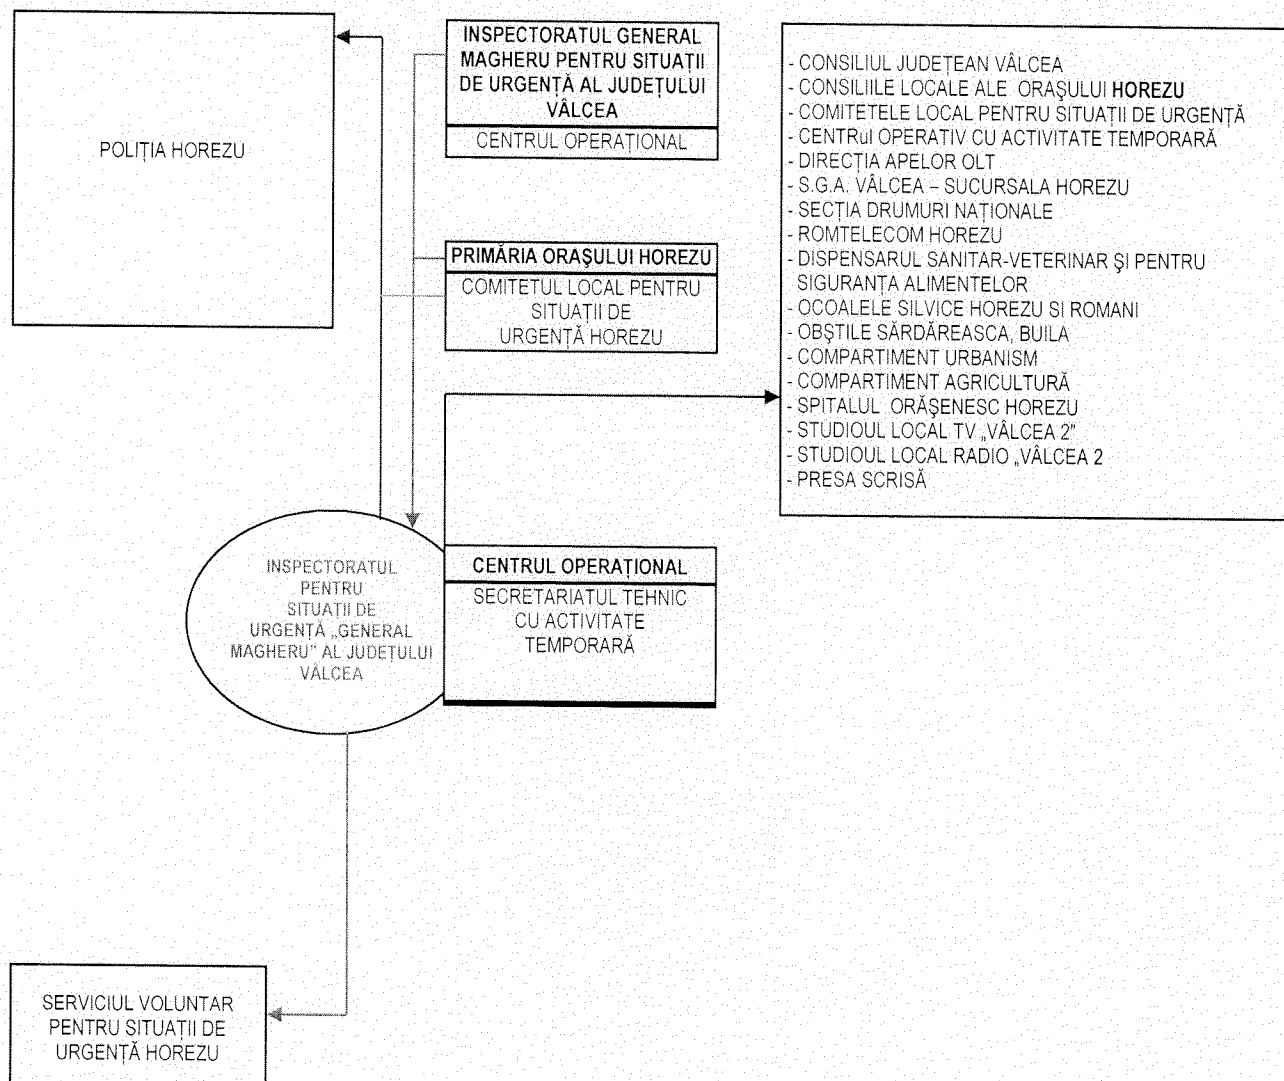 POLIȚIA HOREZU
INSPECTORATUL GENERAL
MAGHERU PENTRU SITUAȚII
DE URGENȚĂ AL JUDEȚULUI
VÂLCEA
CENTRUL OPERAȚIONAL
PRIMĂRIA ORAȘULUI HOREZU
COMITETUL LOCAL PENTRU
SITUAȚII DE
URGENȚĂ HOREZU
- CONSILIUL JUDEȚEAN VÂLCEA
- CONSILIILE LOCALE ALE ORAȘULUI HOREZU
- COMITETELE LOCAL PENTRU SITUAȚII DE URGENȚĂ
- CENTRul OPERATIV CU ACTIVITATE TEMPORARĂ
- DIRECȚIA APELOR OLT
- S.G.A. VÂLCEA – SUCURSALA HOREZU
- SECȚIA DRUMURI NAȚIONALE
- ROMTELECOM HOREZU
- DISPENSARUL SANITAR-VETERINAR ȘI PENTRU
SIGURANȚA ALIMENTELOR
- OCOALELE SILVICE HOREZU SI ROMANI
- OBȘTILE SĂRDĂREASCA, BUILA
- COMPARTIMENT URBANISM
- COMPARTIMENT AGRICULTURĂ
- SPITALUL ORĂȘENESC HOREZU
- STUDIOUL LOCAL TV „VÂLCEA 2”
- STUDIOUL LOCAL RADIO „VÂLCEA 2
- PRESA SCRISĂ
INSPECTORATUL
PENTRU
SITUAȚII DE
URGENȚĂ „GENERAL
MAGHERU” AL JUDEȚULUI
VÂLCEA
CENTRUL OPERAȚIONAL
SECRETARIATUL TEHNIC
CU ACTIVITATE
TEMPORARĂ
SERVICIUL VOLUNTAR
PENTRU SITUAȚII DE
URGENȚĂ HOREZU